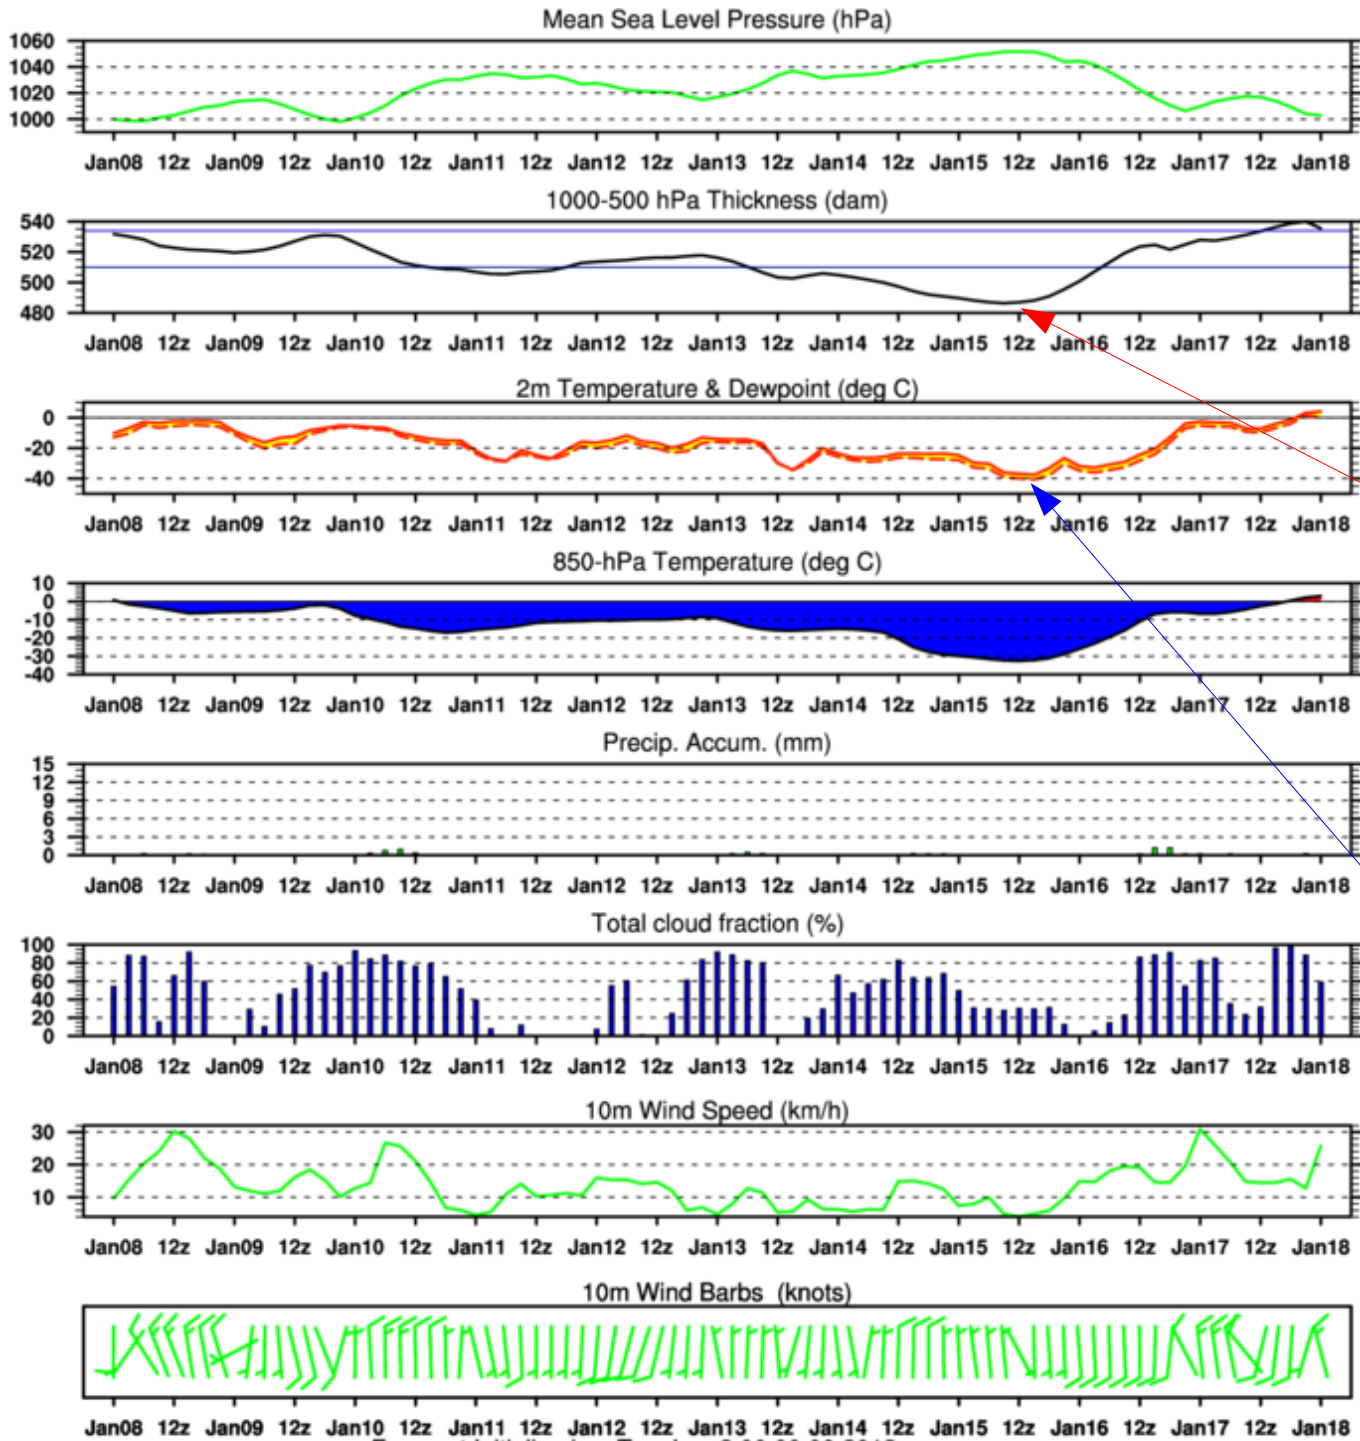 Mean Sea Level Pressure (hPa)
1060
1040
1020
1000
Jan08 12z Jan09 12z Jan10 12z Jan11 12z Jan12 12z Jan13 12z Jan14 12z Jan15 12z Jan16 12z Jan17 12z Jan18
1000-500 hPa Thickness (dam)
540
520
500
480
Jan08 12z Jan09 12z Jan10 12z Jan11 12z Jan12 12z Jan13 12z Jan14 12z Jan15 12z Jan16 12z Jan17 12z Jan18
2m Temperature & Dewpoint (deg C)
0
-20
-40
Jan08 12z Jan09 12z Jan10 12z Jan11 12z Jan12 12z Jan13 12z Jan14 12z Jan15 12z Jan16 12z Jan17 12z Jan18
850-hPa Temperature (deg C)
10
0
-10
-20
-30
-40
Jan08 12z Jan09 12z Jan10 12z Jan11 12z Jan12 12z Jan13 12z Jan14 12z Jan15 12z Jan16 12z Jan17 12z Jan18
Precip. Accum. (mm)
15
12
9
6
3
0
Jan08 12z Jan09 12z Jan10 12z Jan11 12z Jan12 12z Jan13 12z Jan14 12z Jan15 12z Jan16 12z Jan17 12z Jan18
Total cloud fraction (%)
100
80
60
40
20
0
Jan08 12z Jan09 12z Jan10 12z Jan11 12z Jan12 12z Jan13 12z Jan14 12z Jan15 12z Jan16 12z Jan17 12z Jan18
10m Wind Speed (km/h)
30
20
10
Jan08 12z Jan09 12z Jan10 12z Jan11 12z Jan12 12z Jan13 12z Jan14 12z Jan15 12z Jan16 12z Jan17 12z Jan18
10m Wind Barbs (knots)
Jan08 12z Jan09 12z Jan10 12z Jan11 12z Jan12 12z Jan13 12z Jan14 12z Jan15 12z Jan16 12z Jan17 12z Jan18